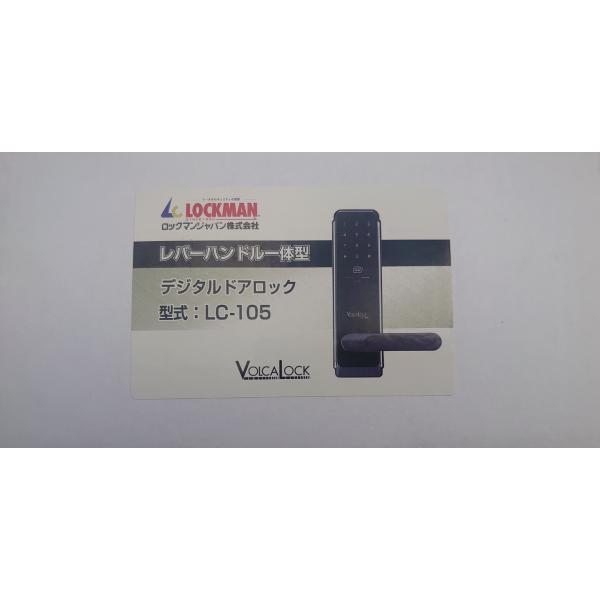 LOCKMAN
ロックマンジャパン株式会社
レバーハンドル一体型
デジタルドアロック
型式：LC-105
VOLCALOCK
VOLCALOCK